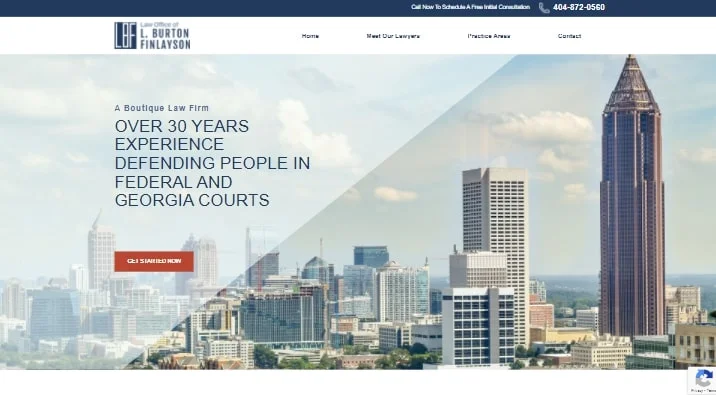 Call Now To Schedule A Free Initial Consultation 404-872-0560
Law Office of
LBF L. BURTON
FINLAYSON
Home Meet Our Lawyers Practice Areas Contact
A Boutique Law Firm
OVER 30 YEARS
EXPERIENCE
DEFENDING PEOPLE IN
FEDERAL AND
GEORGIA COURTS
GET STARTED NOW
Privacy - Terms